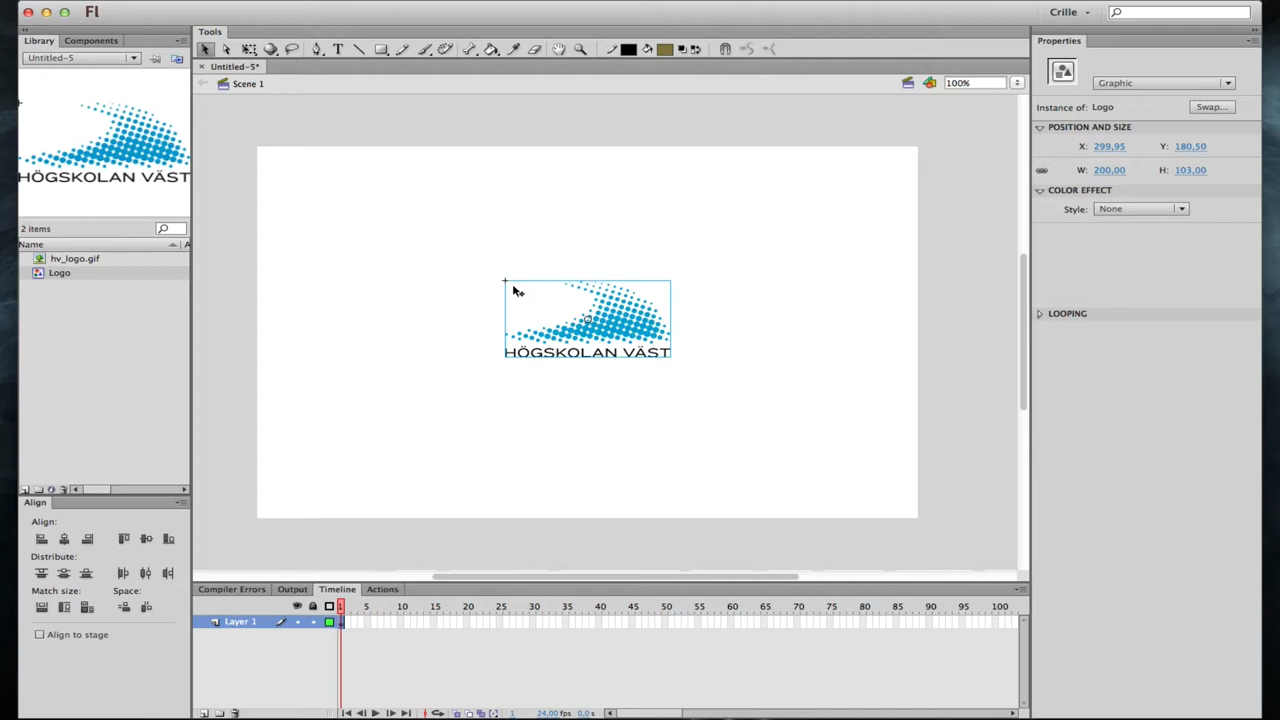 Fl
Crille
Library
Components
Tools
Properties
Untitled-5
Untitled-5*
Scene 1
100%
Graphic
Instance of: Logo
Swap...
POSITION AND SIZE
X: 299,95
Y: 180,50
W: 200,00
H: 103,00
COLOR EFFECT
Style: None
LOOPING
HÖGSKOLAN VÄST
2 items
Name
A
hv_logo.gif
Logo
HÖGSKOLAN VÄST
Align
Align:
Distribute:
Match size:
Space:
Align to stage
Compiler Errors
Output
Timeline
Actions
1 5 10 15 20 25 30 35 40 45 50 55 60 65 70 75 80 85 90 95 100
Layer 1
1
24,00 fps
0,0 s